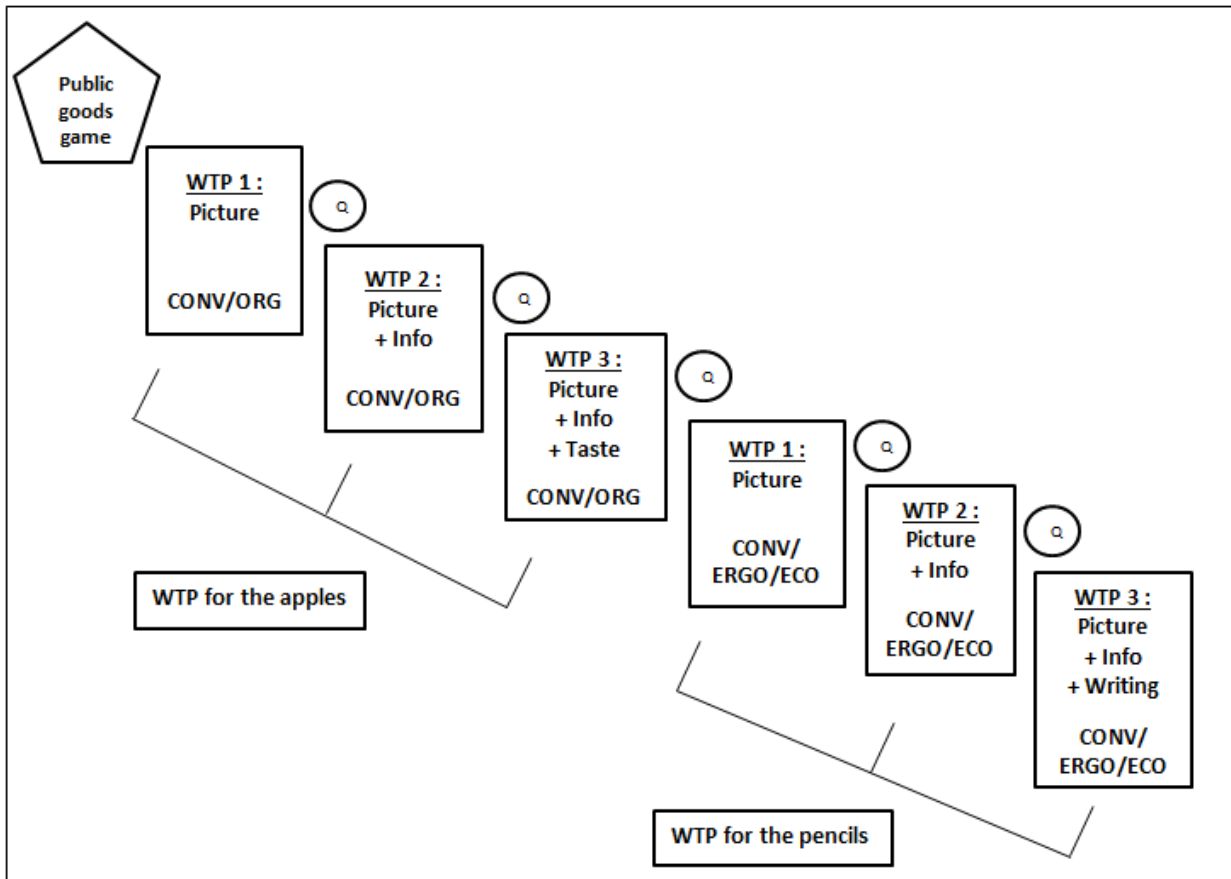 Public
goods
game
WTP 1 :
Picture
CONV/ORG
Q
WTP 2 :
Picture
+ Info
CONV/ORG
Q
WTP 3 :
Picture
+ Info
+ Taste
CONV/ORG
Q
WTP 1 :
Picture
CONV/
ERGO/ECO
Q
WTP 2 :
Picture
+ Info
CONV/
ERGO/ECO
Q
WTP 3 :
Picture
+ Info
+ Writing
CONV/
ERGO/ECO
WTP for the apples
WTP for the pencils